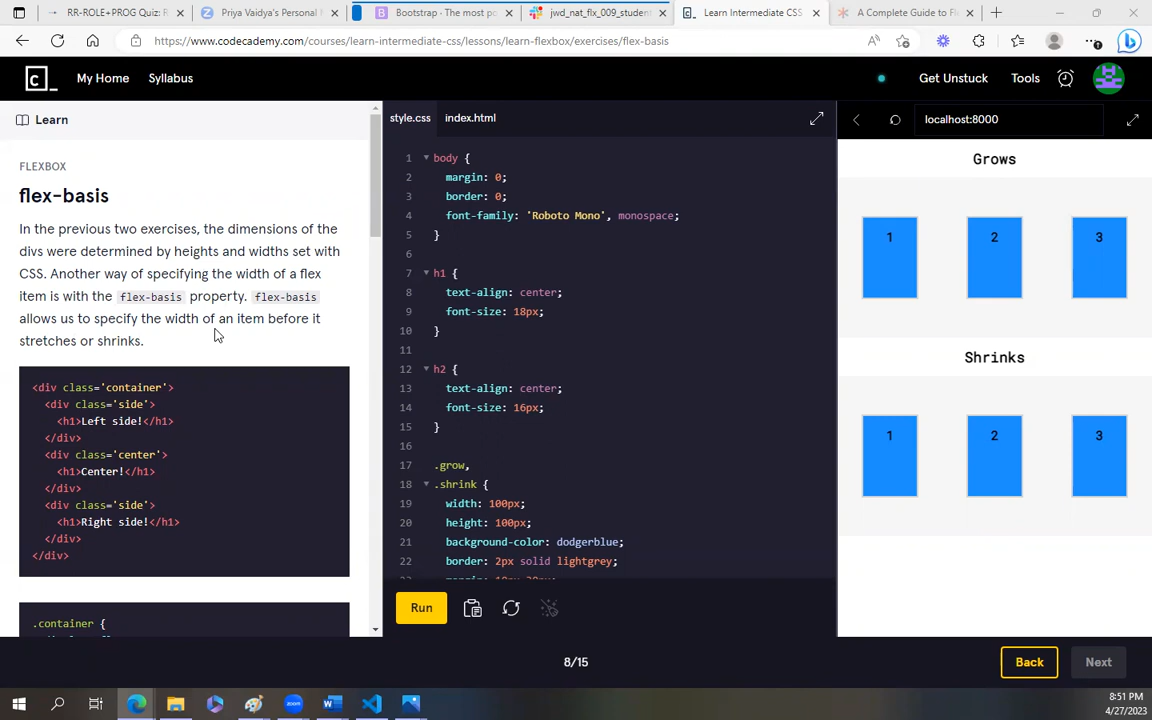 RR-ROLE+PROG Quiz: R
Priya Vaidya's Personal M
Bootstrap · The most po
jwd_nat_flx_009_student
Learn Intermediate CSS
A Complete Guide to Fle
https://www.codecademy.com/courses/learn-intermediate-css/lessons/learn-flexbox/exercises/flex-basis
My Home
Syllabus
Get Unstuck
Tools
Learn
FLEXBOX
flex-basis
In the previous two exercises, the dimensions of the
divs were determined by heights and widths set with
CSS. Another way of specifying the width of a flex
item is with the flex-basis property. flex-basis
allows us to specify the width of an item before it
stretches or shrinks.
<div class='container'>
<div class='side'>
<h1>Left side!</h1>
</div>
<div class='center'>
<h1>Center!</h1>
</div>
<div class='side'>
<h1>Right side!</h1>
</div>
</div>
.container {
style.css
index.html
1 body {
2 margin: 0;
3 border: 0;
4 font-family: 'Roboto Mono', monospace;
5 }
6
7 h1 {
8 text-align: center;
9 font-size: 18px;
10 }
11
12 h2 {
13 text-align: center;
14 font-size: 16px;
15 }
16
17 .grow,
18 .shrink {
19 width: 100px;
20 height: 100px;
21 background-color: dodgerblue;
22 border: 2px solid lightgrey;
Run
localhost:8000
Grows
1 2 3
Shrinks
1 2 3
8/15
Back
Next
8:51 PM
4/27/2023